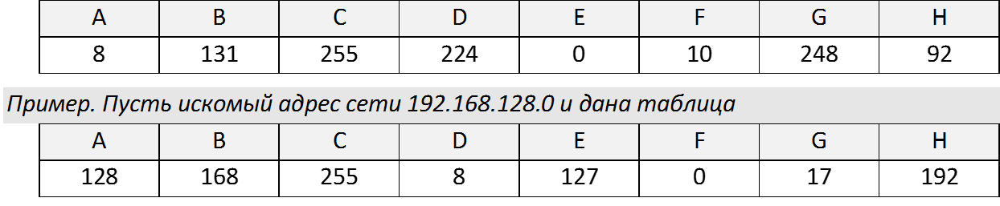 A B C D E F G H
8 131 255 224 0 10 248 92
Пример. Пусть искомый адрес сети 192.168.128.0 и дана таблица
A B C D E F G H
128 168 255 8 127 0 17 192